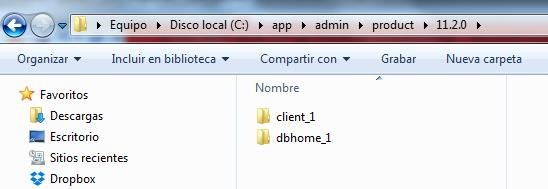 Equipo Disco local (C:) app admin product 11.2.0
Organizar Incluir en biblioteca Compartir con Grabar Nueva carpeta
Favoritos
Descargas
Escritorio
Sitios recientes
Dropbox
Nombre
client_1
dbhome_1